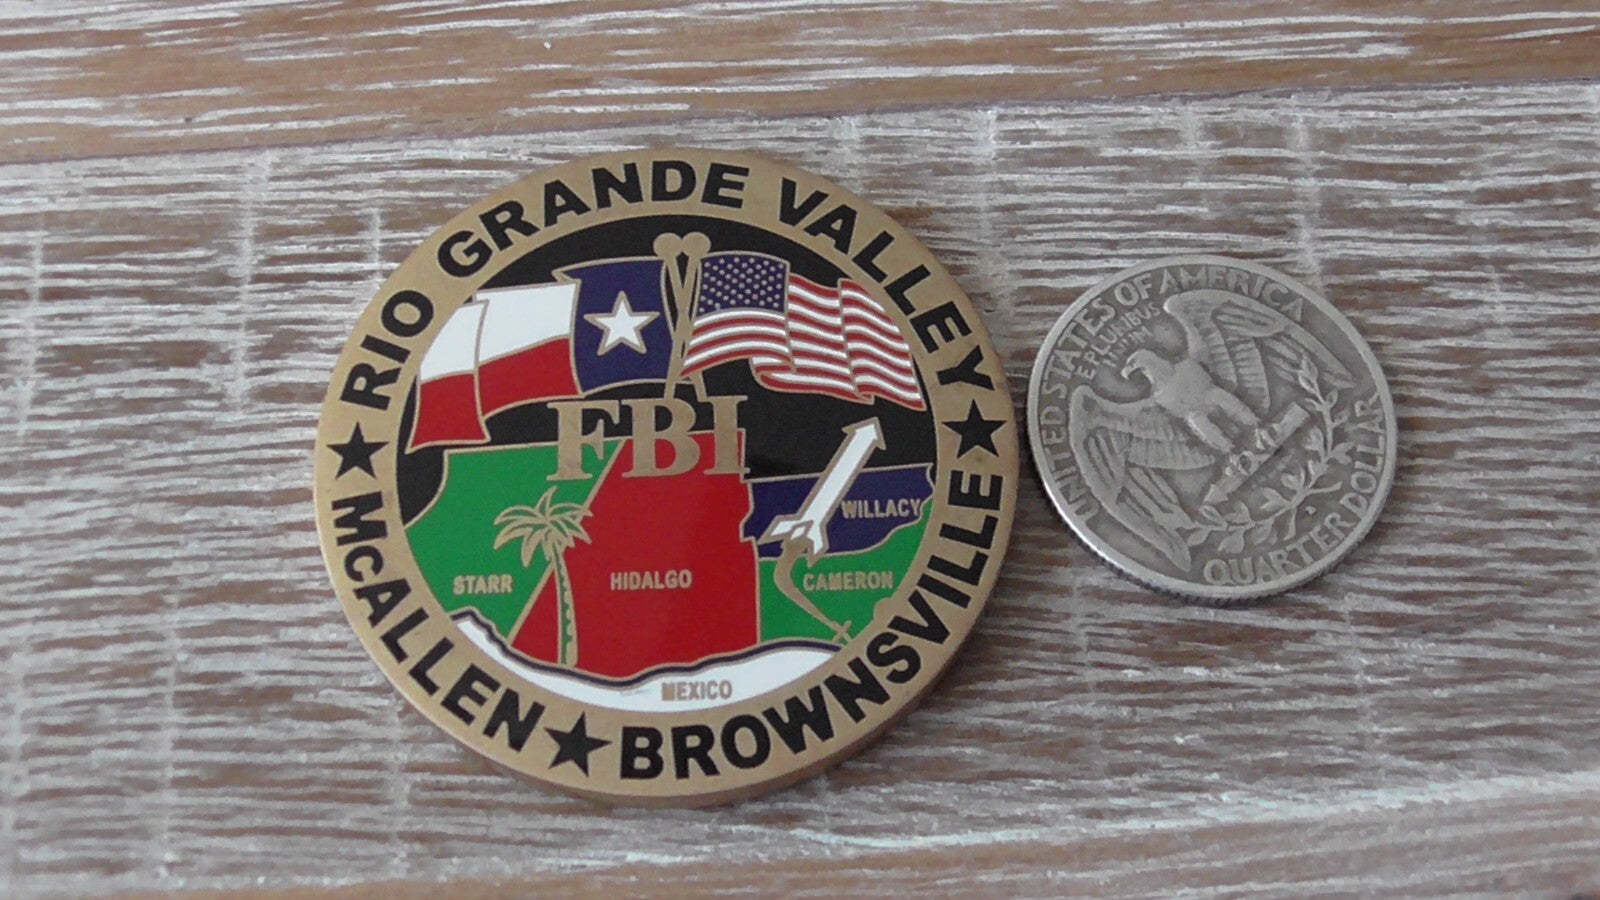 RIO GRANDE VALLEY
FBI
WILLACY
STARR
HIDALGO
CAMERON
MEXICO
McALLEN
BROWNSVILLE
UNITED STATES OF AMERICA
E PLURIBUS
UNUM
QUARTER DOLLAR